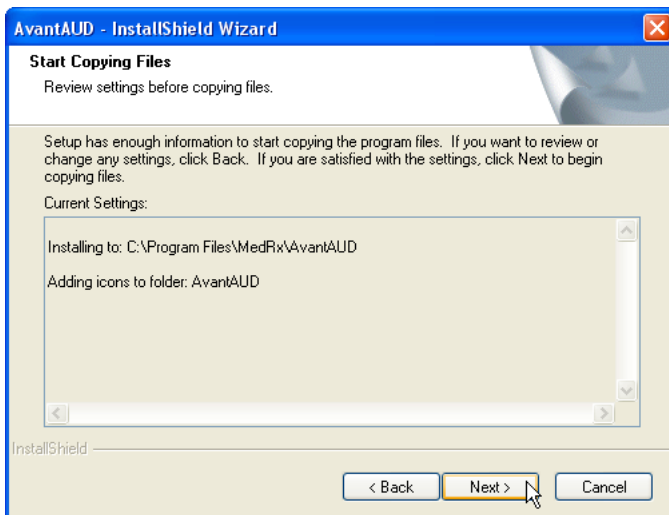 AvantAUD - InstallShield Wizard
Start Copying Files
Review settings before copying files.
Setup has enough information to start copying the program files.  If you want to review or
change any settings, click Back.  If you are satisfied with the settings, click Next to begin
copying files.
Current Settings:
Installing to: C:\Program Files\MedRx\AvantAUD
Adding icons to folder: AvantAUD
InstallShield
< Back
Next >
Cancel